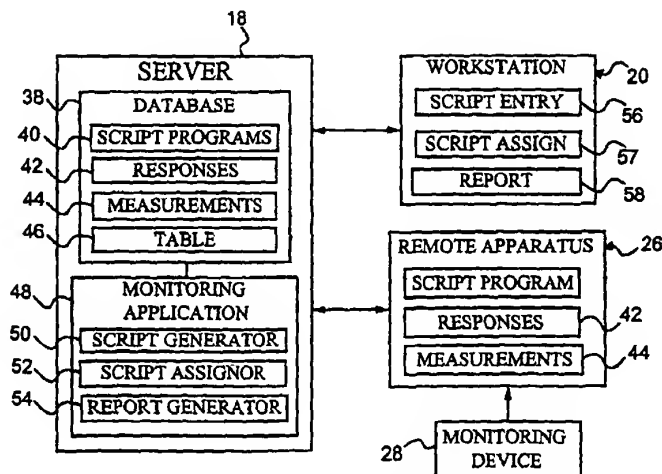 18
SERVER
38
DATABASE
40
SCRIPT PROGRAMS
42
RESPONSES
44
MEASUREMENTS
46
TABLE
48
MONITORING
APPLICATION
50
SCRIPT GENERATOR
52
SCRIPT ASSIGNOR
54
REPORT GENERATOR
WORKSTATION
20
SCRIPT ENTRY
56
SCRIPT ASSIGN
57
REPORT
58
REMOTE APPARATUS
26
SCRIPT PROGRAM
RESPONSES
42
MEASUREMENTS
44
28
MONITORING
DEVICE